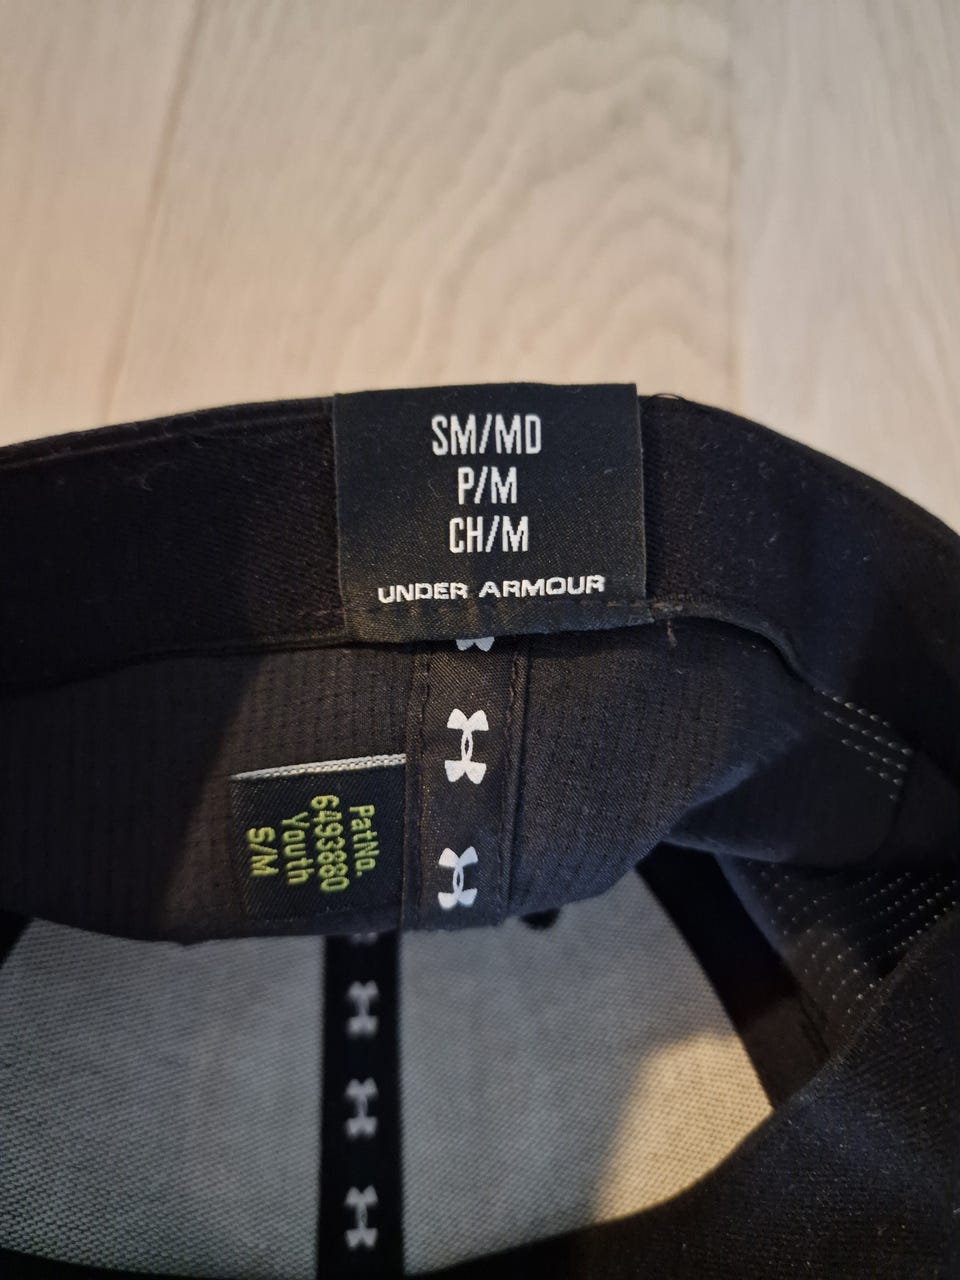 SM/MD
P/M
CH/M
UNDER ARMOUR
PatNo.
6493880
Youth
S/M